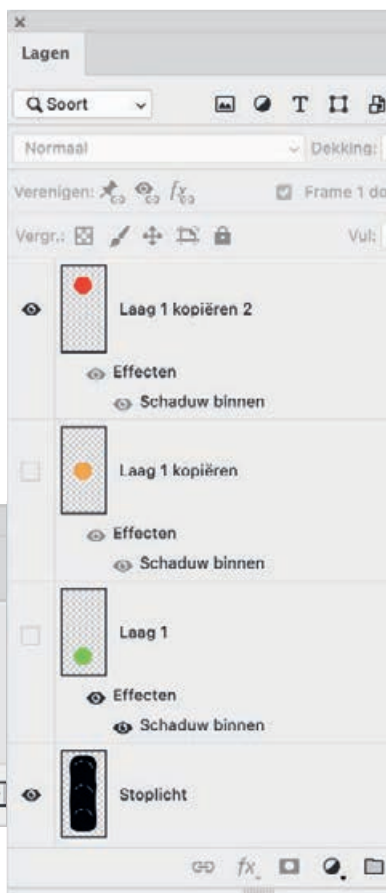 Lagen
Soort
Normaal Dekking:
Verenigen: Frame 1 do
Vergr.: Vul:
Laag 1 kopiëren 2
Effecten
Schaduw binnen
Laag 1 kopiëren
Effecten
Schaduw binnen
Laag 1
Effecten
Schaduw binnen
Stoplicht
fx